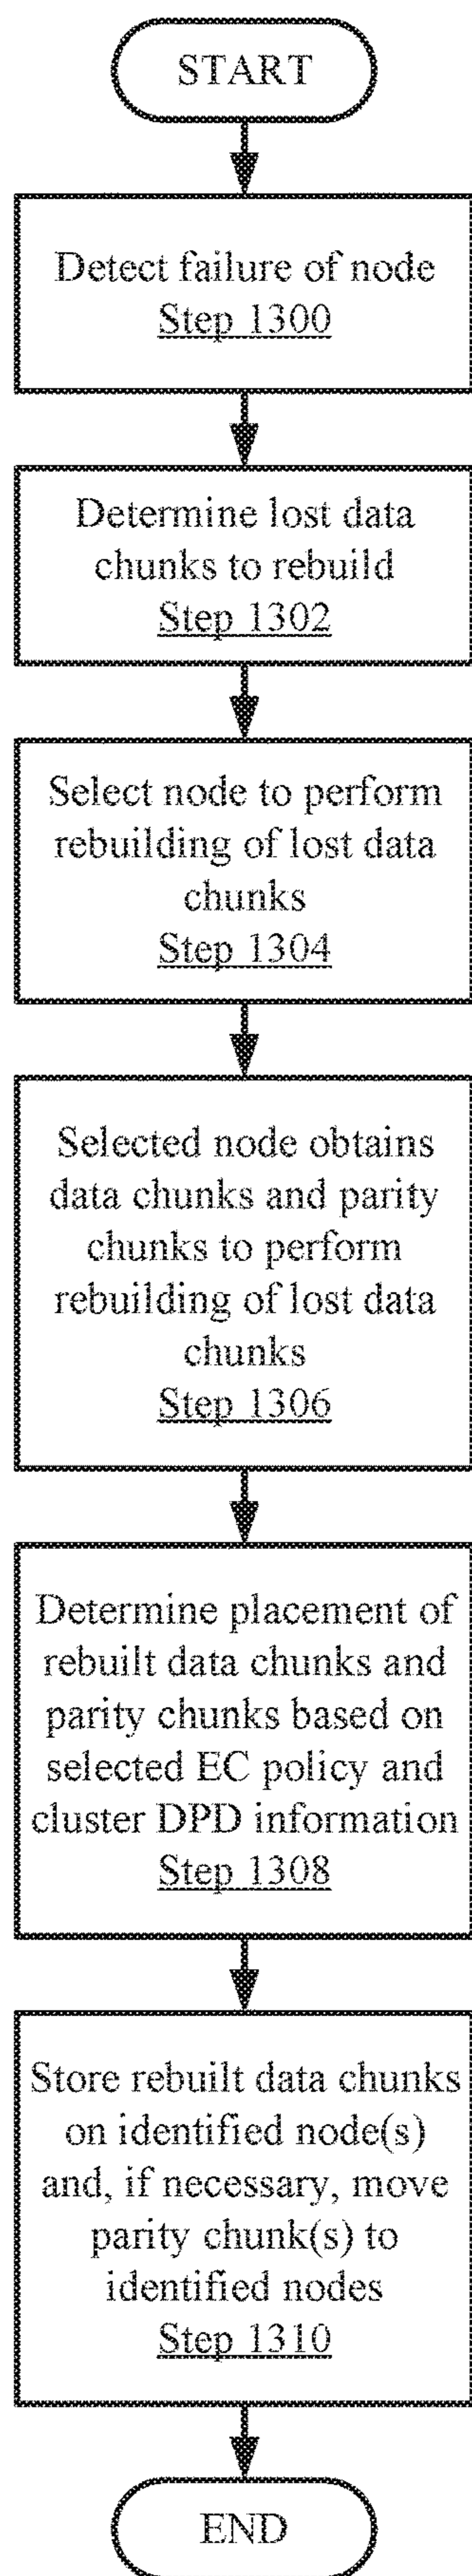 START
Detect failure of node
Step 1300
Determine lost data
chunks to rebuild
Step 1302
Select node to perform
rebuilding of lost data
chunks
Step 1304
Selected node obtains
data chunks and parity
chunks to perform
rebuilding of lost data
chunks
Step 1306
Determine placement of
rebuilt data chunks and
parity chunks based on
selected EC policy and
cluster DPD information
Step 1308
Store rebuilt data chunks
on identified node(s)
and, if necessary, move
parity chunk(s) to
identified nodes
Step 1310
END